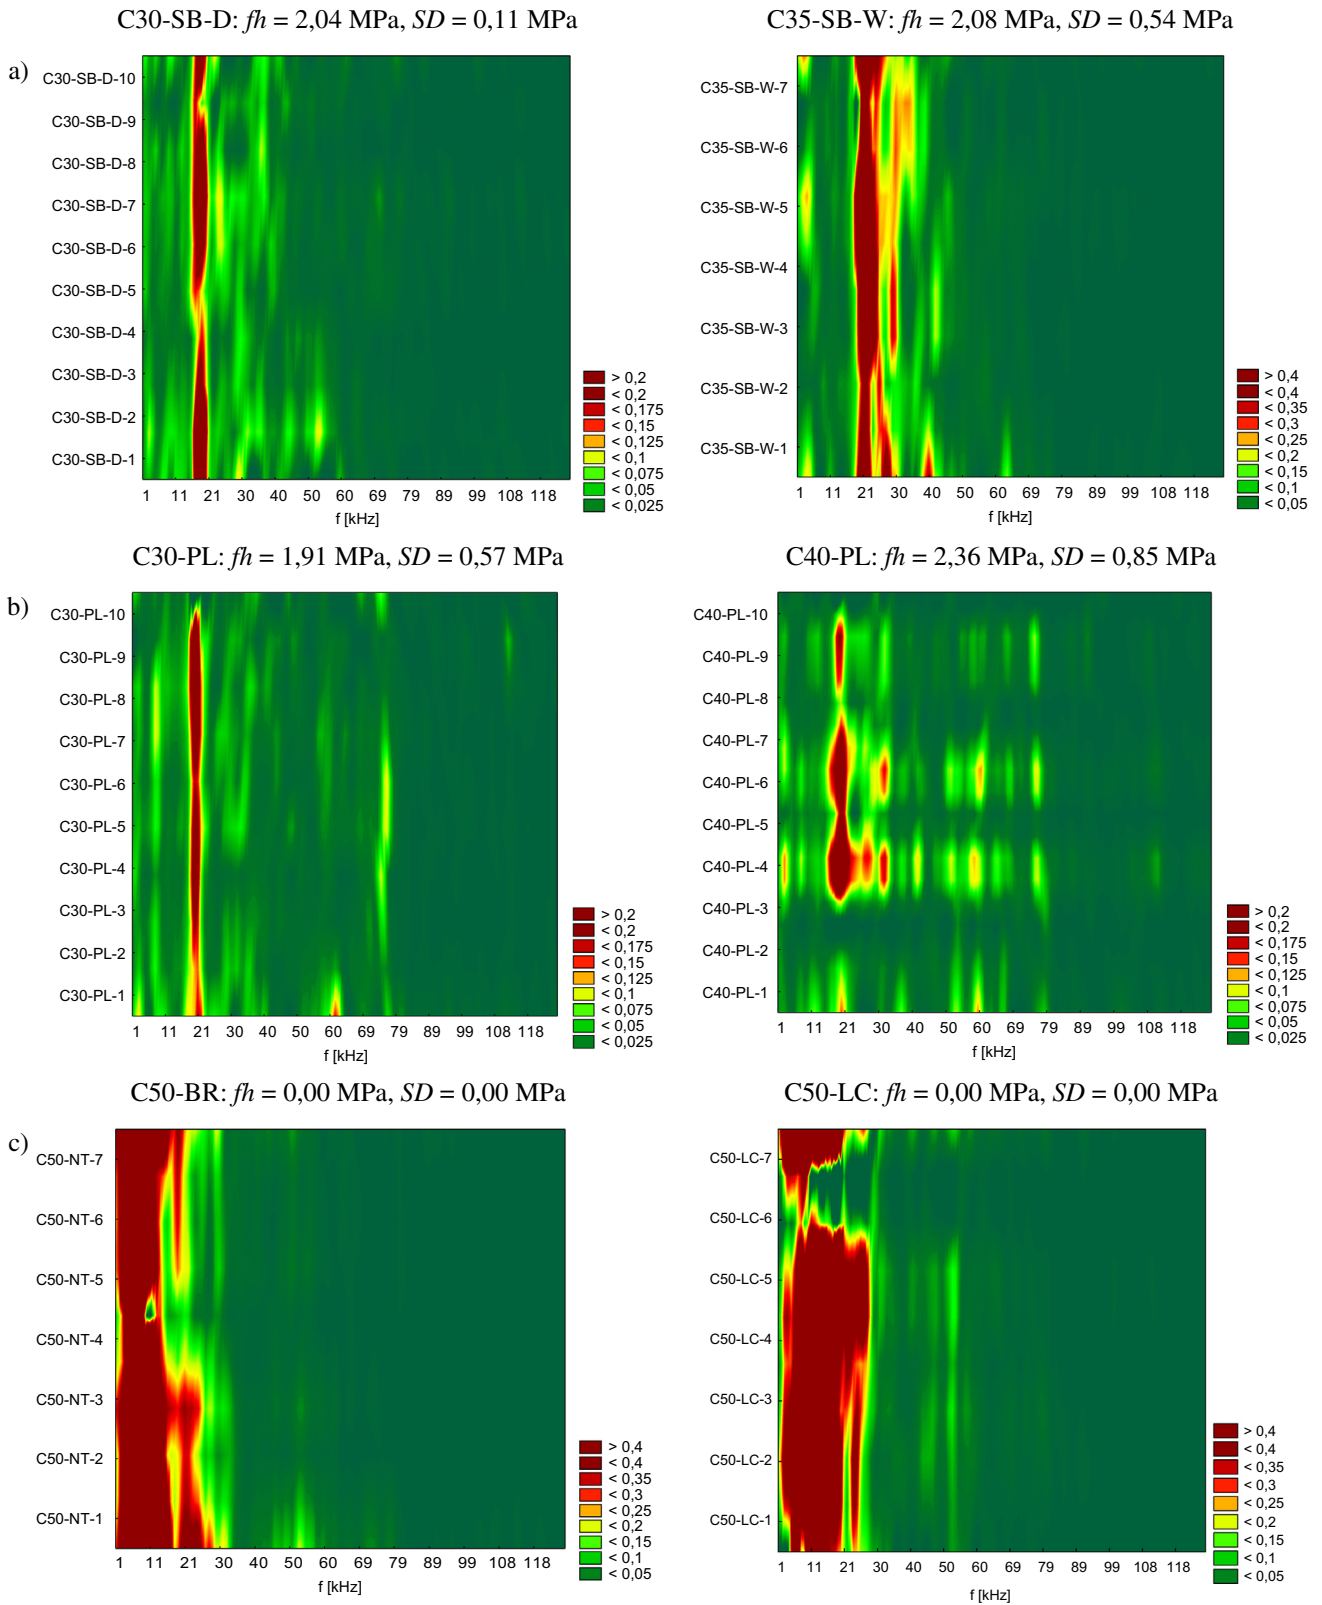 C30-SB-D: fh = 2,04 MPa, SD = 0,11 MPa
C35-SB-W: fh = 2,08 MPa, SD = 0,54 MPa
a)
C30-SB-D-10
C30-SB-D-9
C30-SB-D-8
C30-SB-D-7
C30-SB-D-6
C30-SB-D-5
C30-SB-D-4
C30-SB-D-3
C30-SB-D-2
C30-SB-D-1
1 11 21 30 40 50 60 69 79 89 99 108 118
f [kHz]
> 0,2
< 0,2
< 0,175
< 0,15
< 0,125
< 0,1
< 0,075
< 0,05
< 0,025
C35-SB-W-7
C35-SB-W-6
C35-SB-W-5
C35-SB-W-4
C35-SB-W-3
C35-SB-W-2
C35-SB-W-1
1 11 21 30 40 50 60 69 79 89 99 108 118
f [kHz]
> 0,4
< 0,4
< 0,35
< 0,3
< 0,25
< 0,2
< 0,15
< 0,1
< 0,05
C30-PL: fh = 1,91 MPa, SD = 0,57 MPa
C40-PL: fh = 2,36 MPa, SD = 0,85 MPa
b)
C30-PL-10
C30-PL-9
C30-PL-8
C30-PL-7
C30-PL-6
C30-PL-5
C30-PL-4
C30-PL-3
C30-PL-2
C30-PL-1
1 11 21 30 40 50 60 69 79 89 99 108 118
f [kHz]
> 0,2
< 0,2
< 0,175
< 0,15
< 0,125
< 0,1
< 0,075
< 0,05
< 0,025
C40-PL-10
C40-PL-9
C40-PL-8
C40-PL-7
C40-PL-6
C40-PL-5
C40-PL-4
C40-PL-3
C40-PL-2
C40-PL-1
1 11 21 30 40 50 60 69 79 89 99 108 118
f [kHz]
> 0,2
< 0,2
< 0,175
< 0,15
< 0,125
< 0,1
< 0,075
< 0,05
< 0,025
C50-BR: fh = 0,00 MPa, SD = 0,00 MPa
C50-LC: fh = 0,00 MPa, SD = 0,00 MPa
c)
C50-NT-7
C50-NT-6
C50-NT-5
C50-NT-4
C50-NT-3
C50-NT-2
C50-NT-1
1 11 21 30 40 50 60 69 79 89 99 108 118
f [kHz]
> 0,4
< 0,4
< 0,35
< 0,3
< 0,25
< 0,2
< 0,15
< 0,1
< 0,05
C50-LC-7
C50-LC-6
C50-LC-5
C50-LC-4
C50-LC-3
C50-LC-2
C50-LC-1
1 11 21 30 40 50 60 69 79 89 99 108 118
f [kHz]
> 0,4
< 0,4
< 0,35
< 0,3
< 0,25
< 0,2
< 0,15
< 0,1
< 0,05